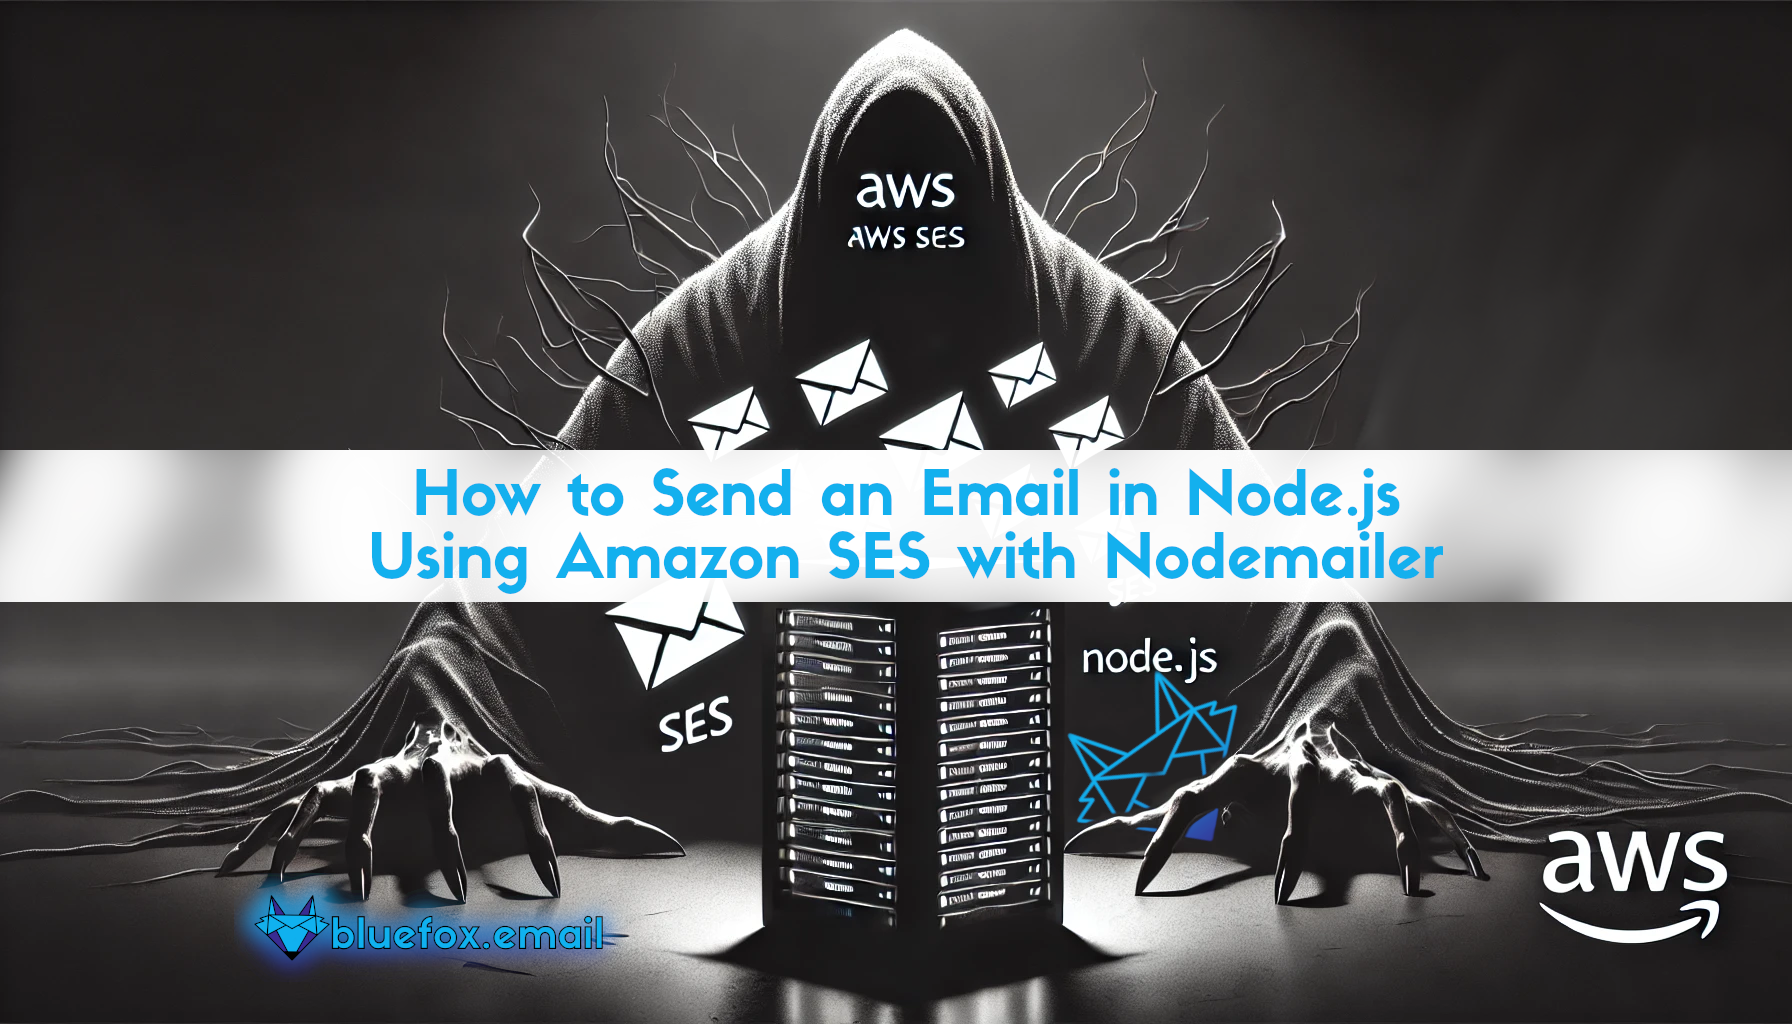 aws
AWS SES
How to Send an Email in Node.js
Using Amazon SES with Nodemailer
SES
node.js
SES
aws
bluefox.email